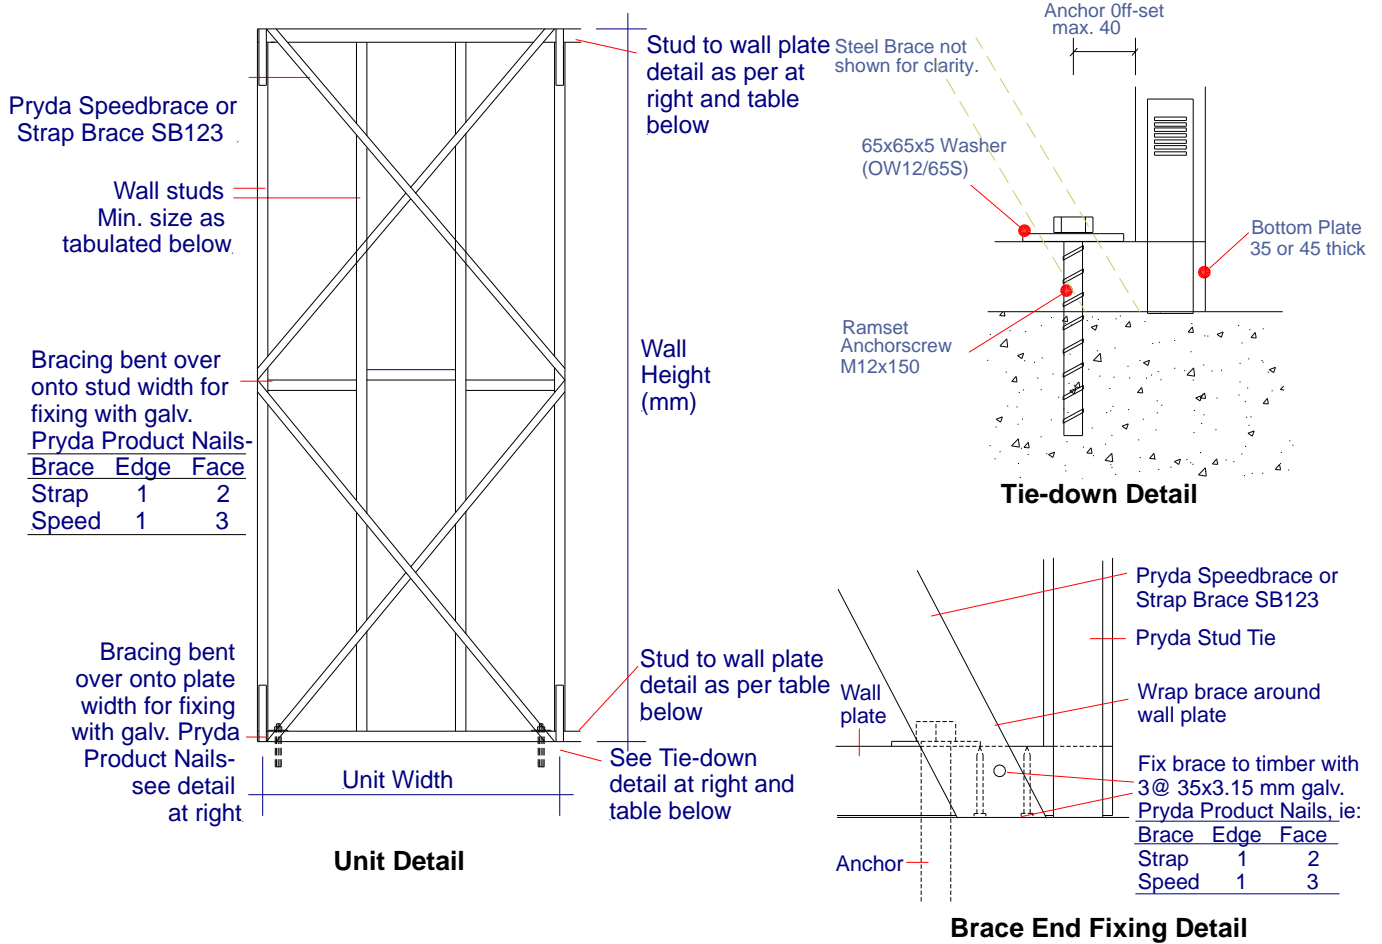 Pryda Speedbrace or
Strap Brace SB123
Wall studs
Min. size as
tabulated below
Bracing bent over
onto stud width for
fixing with galv.
Pryda Product Nails-
Brace Edge Face
Strap 1 2
Speed 1 3
Bracing bent
over onto plate
width for fixing
with galv. Pryda
Product Nails-
see detail
at right
Stud to wall plate
detail as per at
right and table
below
Wall
Height
(mm)
Stud to wall plate
detail as per table
below
See Tie-down
detail at right and
table below
Unit Width
Unit Detail
Anchor 0ff-set
max. 40
Steel Brace not
shown for clarity.
65x65x5 Washer
(OW12/65S)
Bottom Plate
35 or 45 thick
Ramset
Anchorscrew
M12x150
Tie-down Detail
Pryda Speedbrace or
Strap Brace SB123
Pryda Stud Tie
Wall
plate
Wrap brace around
wall plate
Fix brace to timber with
3@ 35x3.15 mm galv.
Pryda Product Nails, ie:
Brace Edge Face
Strap 1 2
Speed 1 3
Anchor
Brace End Fixing Detail